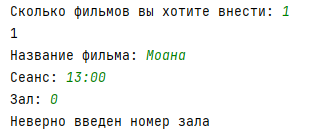 Сколько фильмов вы хотите внести: 1
1
Название фильма: Моана
Сеанс: 13:00
Зал: 0
Неверно введен номер зала